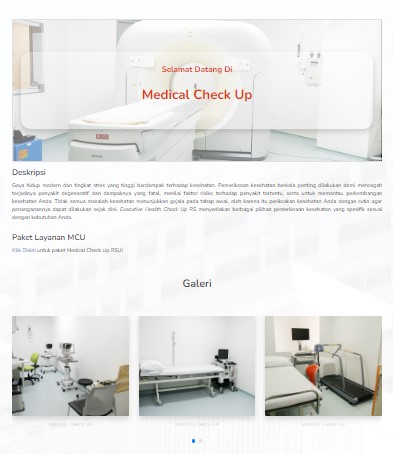 Selamat Datang Di
Medical Check Up
Deskripsi
Gaya hidup modern dan tingkat stres yang tinggi berdampak terhadap kesehatan. Pemeriksaan kesehatan berkala penting dilakukan demi mencegah
terjadinya penyakit degeneratif dan dampaknya yang fatal, menilai faktor risiko terhadap penyakit tertentu, serta untuk memantau perkembangan
kesehatan Anda. Tidak semua masalah kesehatan menunjukkan gejala pada tahap awal, oleh karena itu periksakan kesehatan Anda dengan rutin agar
penanganannya dapat dilakukan sejak dini. Executive Health Check Up RS menyediakan berbagai pilihan pemeriksaan kesehatan yang spesifik sesuai
dengan kebutuhan Anda.
Paket Layanan MCU
Klik Disini untuk paket Medical Check Up RSUI
Galeri